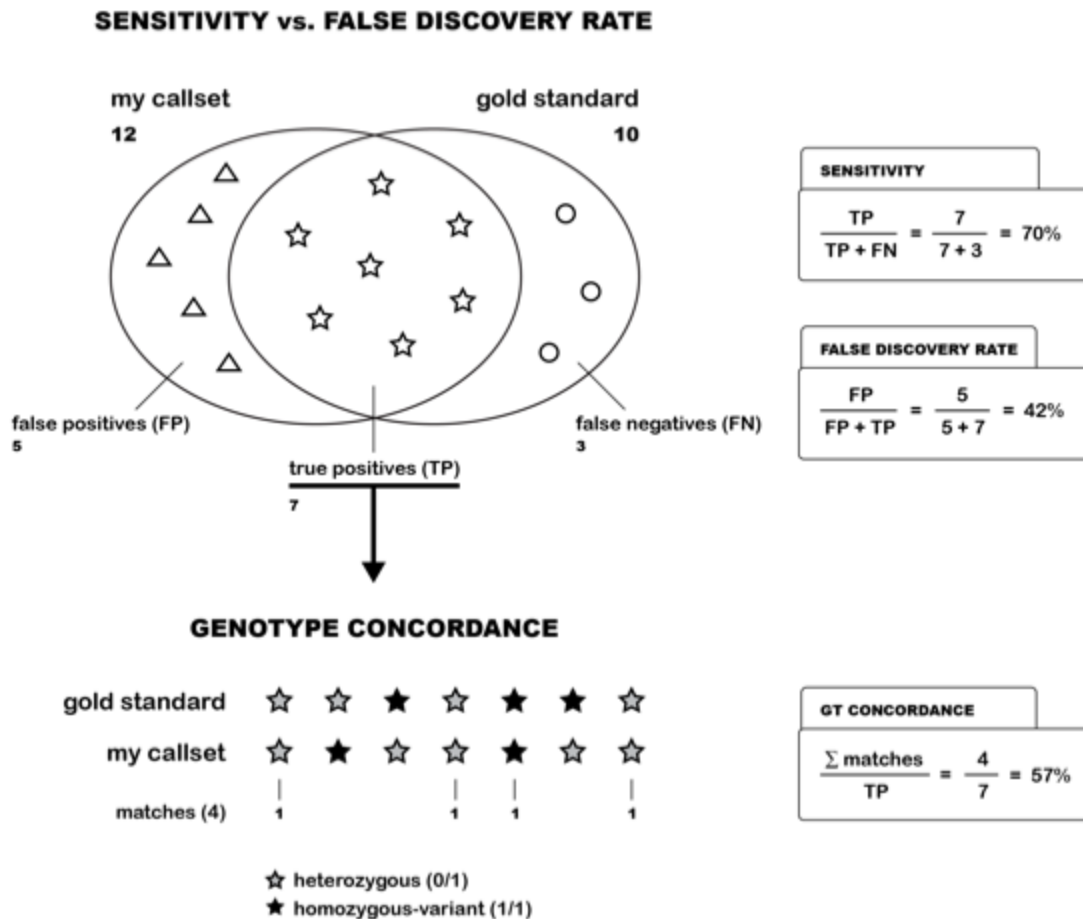 SENSITIVITY vs. FALSE DISCOVERY RATE
my callset
12
gold standard
10
false positives (FP)
5
true positives (TP)
7
false negatives (FN)
3
SENSITIVITY
TP / TP + FN = 7 / 7 + 3 = 70%
FALSE DISCOVERY RATE
FP / FP + TP = 5 / 5 + 7 = 42%
GENOTYPE CONCORDANCE
gold standard
my callset
matches (4) 1 1 1 1
GT CONCORDANCE
∑ matches / TP = 4 / 7 = 57%
heterozygous (0/1)
homozygous-variant (1/1)